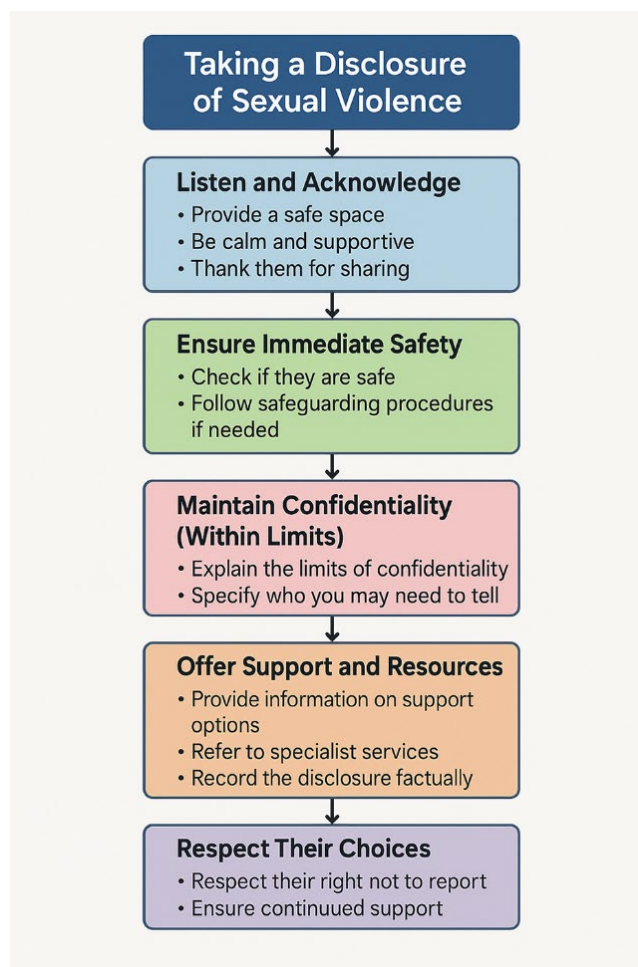 Taking a Disclosure
of Sexual Violence
Listen and Acknowledge
• Provide a safe space
• Be calm and supportive
• Thank them for sharing
Ensure Immediate Safety
• Check if they are safe
• Follow safeguarding procedures
if needed
Maintain Confidentiality
(Within Limits)
• Explain the limits of confidentiality
• Specify who you may need to tell
Offer Support and Resources
• Provide information on support
options
• Refer to specialist services
• Record the disclosure factually
Respect Their Choices
• Respect their right not to report
• Ensure continuued support